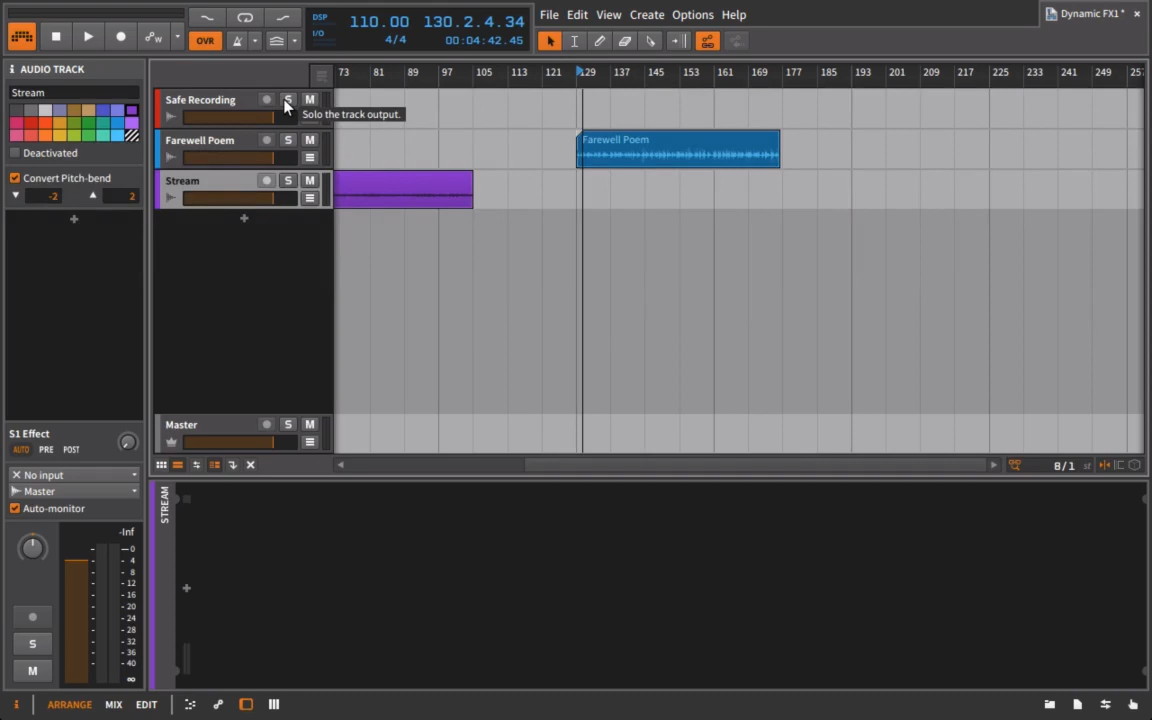 DSP 110.00 130.2.4.34 File Edit View Create Options Help Dynamic FX1* ×
OVR I/O 4/4 00:04:42.45
i AUDIO TRACK 73 81 89 97 105 113 121 129 137 145 153 161 169 177 185 193 201 209 217 225 233 241 249 257
Stream
Safe Recording S M
Solo the track output.
Farewell Poem S M
Farewell Poem
Deactivated
Convert Pitch-bend
-2 2
Stream S M
Master S M
S1 Effect
AUTO PRE POST
8/1 st
No input
Master
Auto-monitor
STREAM
-Inf
0
4
8
12
16
20
24
28
32
36
40
∞
S
M
i ARRANGE MIX EDIT